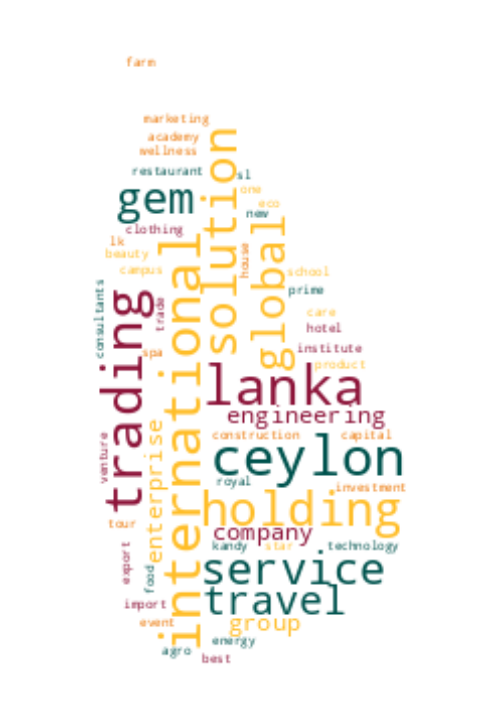 farm
marketing
academy
wellness
restaurant
sl
solution
one
gem
eco
new
clothing
lk
international
global
house
beauty
campus
school
consultants
prime
trading
trade
care
hotel
institute
spa
product
lanka
engineering
enterprise
construction
capital
venture
ceylon
royal
investment
holding
tour
company
kandy
star
technology
export
food
service
travel
import
event
group
energy
agro
best